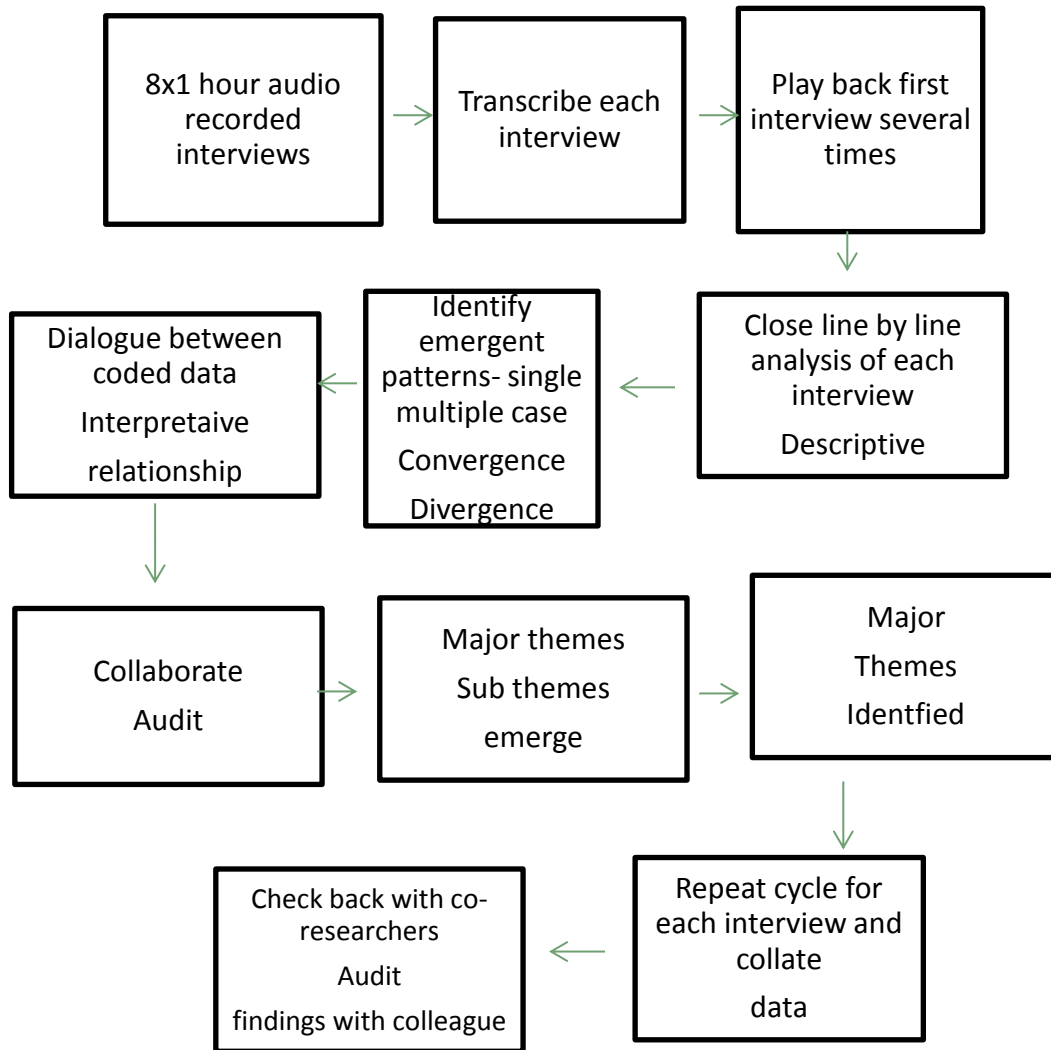 8x1 hour audio
recorded
interviews
Transcribe each
interview
Play back first
interview several
times
Close line by line
analysis of each
interview
Descriptive
Identify
emergent
patterns- single
multiple case
Convergence
Divergence
Dialogue between
coded data
Interpretaive
relationship
Collaborate
Audit
Major themes
Sub themes
emerge
Major
Themes
Identfied
Repeat cycle for
each interview and
collate
data
Check back with co-
researchers
Audit
findings with colleague